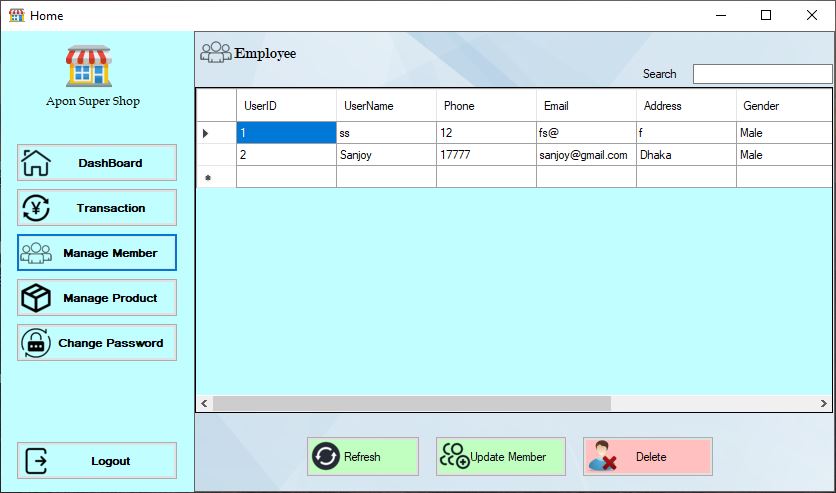 Home
Apon Super Shop
DashBoard
Transaction
Manage Member
Manage Product
Change Password
Logout
Employee
Search
UserID UserName Phone Email Address Gender
1 ss 12 fs@ f Male
2 Sanjoy 17777 sanjoy@gmail.com Dhaka Male
Refresh
Update Member
Delete